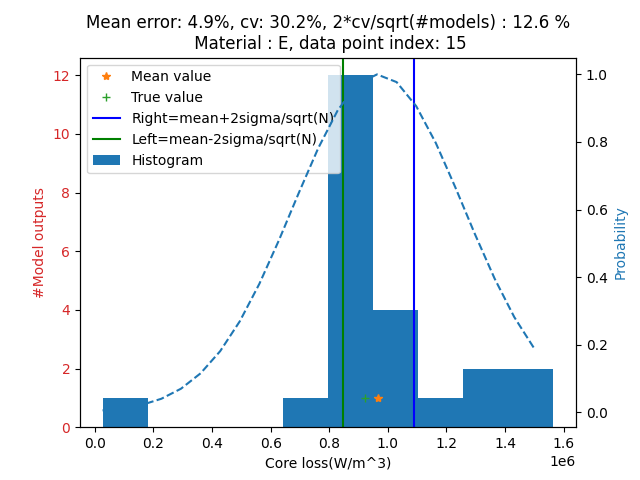 Mean error: 4.9%, cv: 30.2%, 2*cv/sqrt(#models) : 12.6 %
Material : E, data point index: 15
Mean value
True value
Right=mean+2sigma/sqrt(N)
Left=mean-2sigma/sqrt(N)
Histogram
#Model outputs
12
10
8
6
4
2
0
Probability
1.0
0.8
0.6
0.4
0.2
0.0
0.0 0.2 0.4 0.6 0.8 1.0 1.2 1.4 1.6
1e6
Core loss(W/m^3)